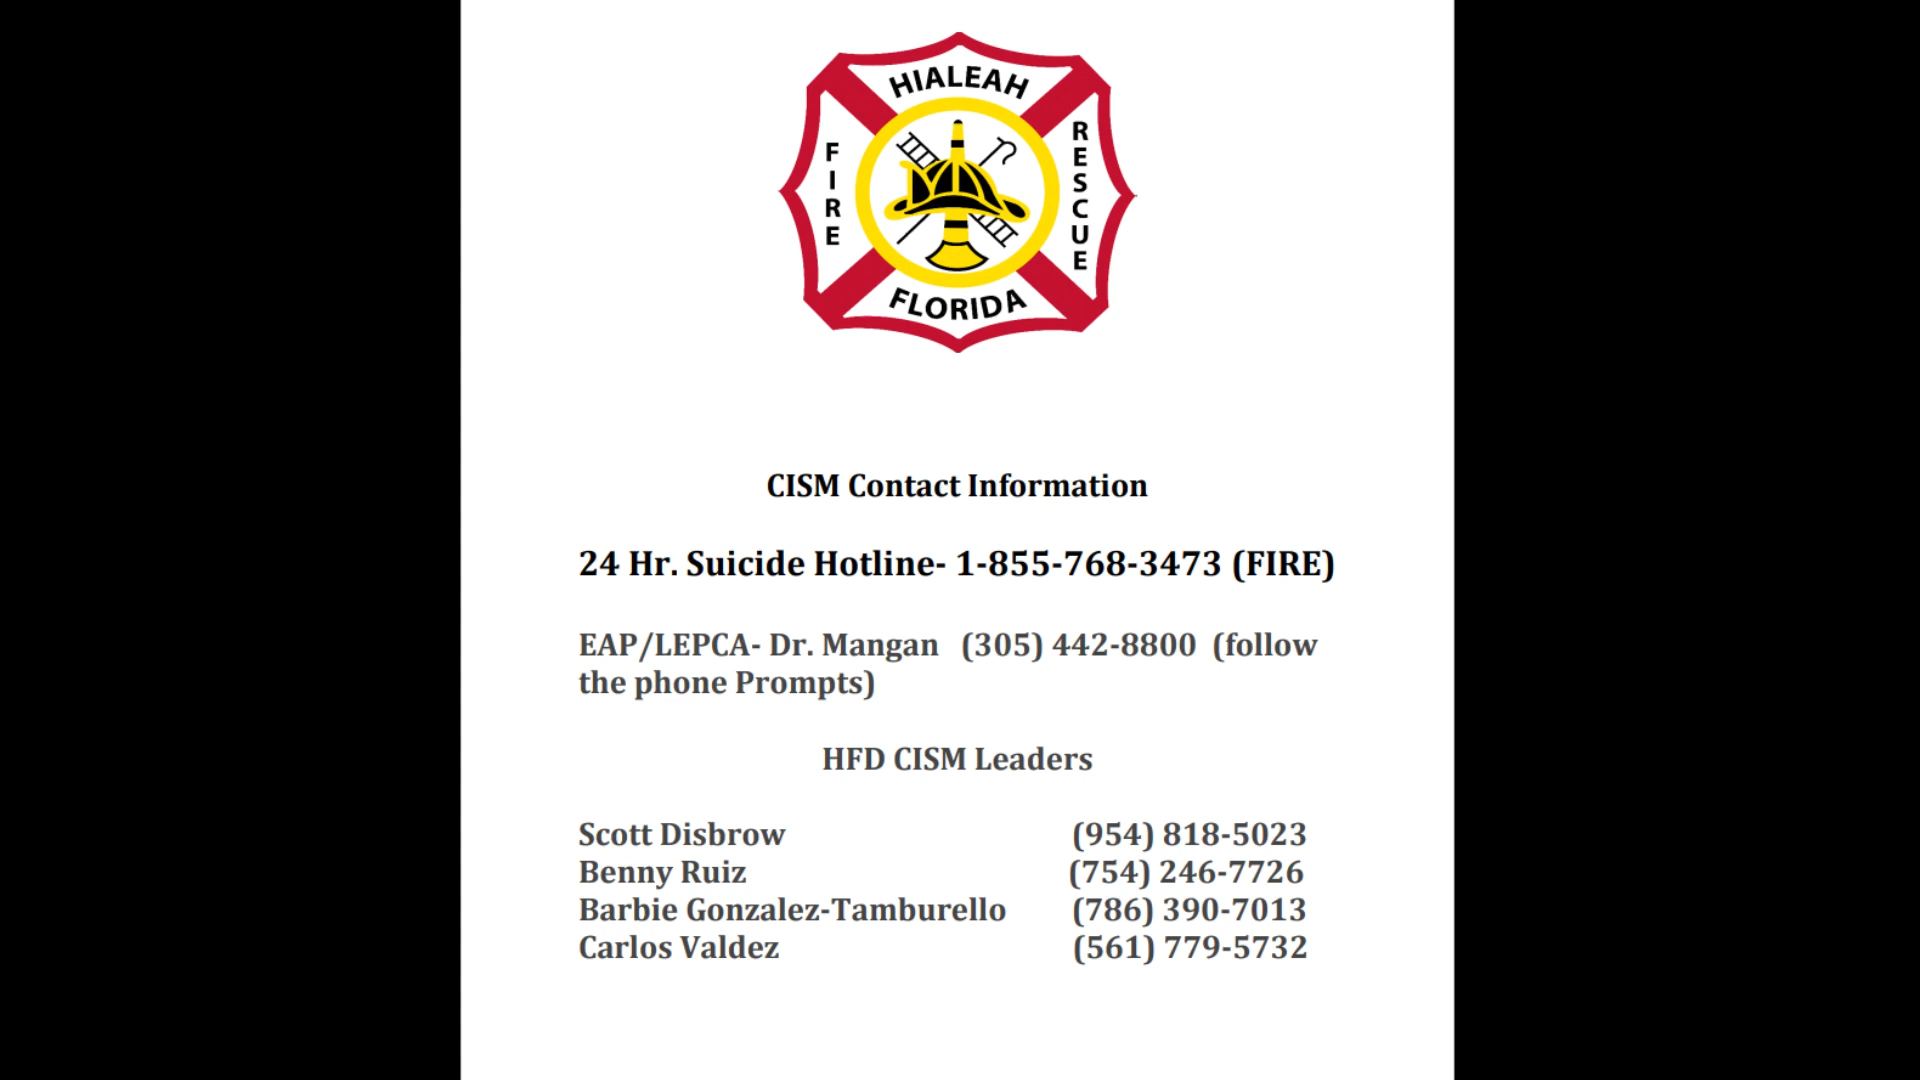 HIALEAH
FIRE
RESCUE
FLORIDA
CISM Contact Information
24 Hr. Suicide Hotline- 1-855-768-3473 (FIRE)
EAP/LEPCA- Dr. Mangan (305) 442-8800 (follow
the phone Prompts)
HFD CISM Leaders
Scott Disbrow (954) 818-5023
Benny Ruiz (754) 246-7726
Barbie Gonzalez-Tamburello (786) 390-7013
Carlos Valdez (561) 779-5732